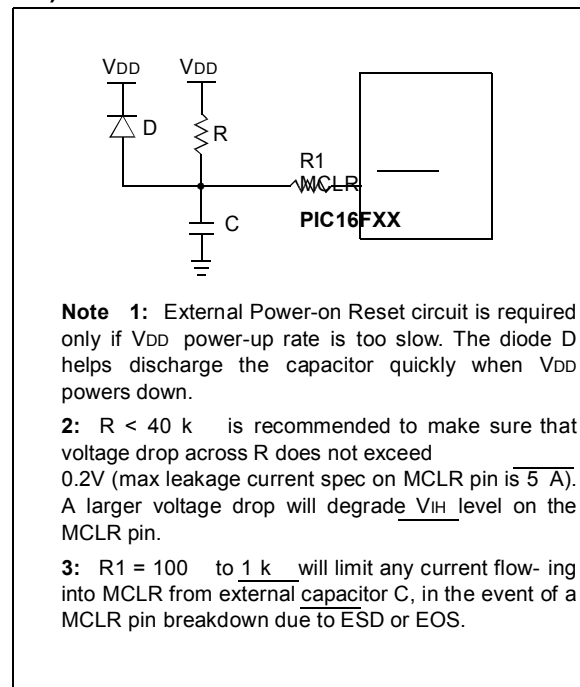 VDD VDD
D
R
R1
MCLR
PIC16FXX
C
Note 1: External Power-on Reset circuit is required
only if VDD power-up rate is too slow. The diode D
helps discharge the capacitor quickly when VDD
powers down.
2: R < 40 k is recommended to make sure that
voltage drop across R does not exceed
0.2V (max leakage current spec on MCLR pin is 5 A).
A larger voltage drop will degrade VIH level on the
MCLR pin.
3: R1 = 100 to 1 k will limit any current flow- ing
into MCLR from external capacitor C, in the event of a
MCLR pin breakdown due to ESD or EOS.